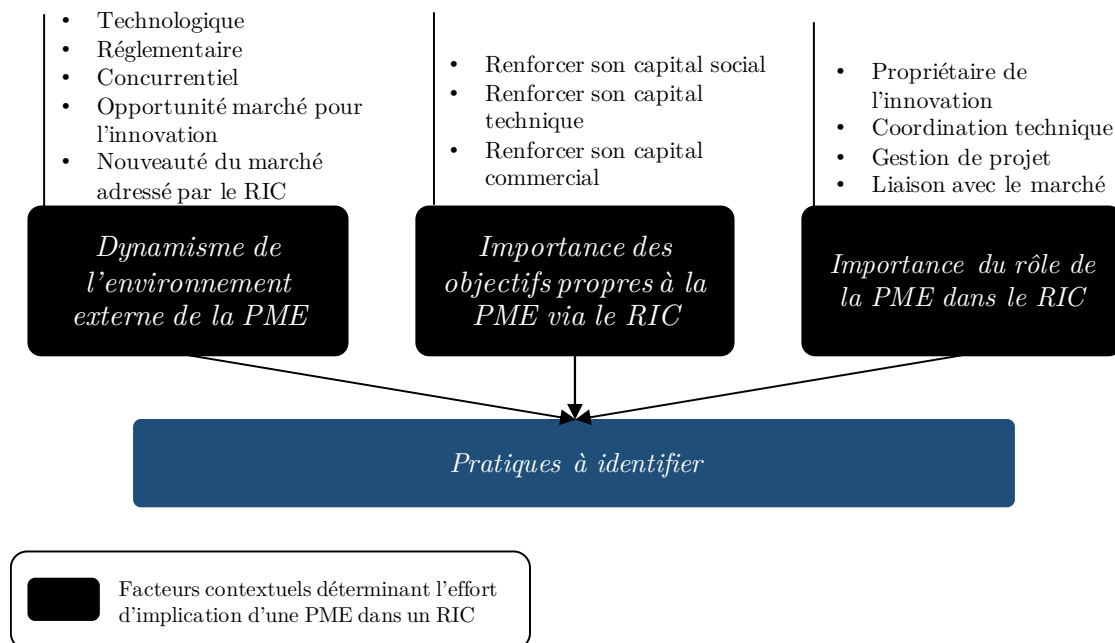 • Technologique
• Réglementaire
• Concurrentiel
• Opportunité marché pour
l'innovation
• Nouveauté du marché
adressé par le RIC
• Renforcer son capital social
• Renforcer son capital
technique
• Renforcer son capital
commercial
• Propriétaire de
l'innovation
• Coordination technique
• Gestion de projet
• Liaison avec le marché
Dynamisme de
l'environnement
externe de la PME
Importance des
objectifs propres à la
PME via le RIC
Importance du rôle de
la PME dans le RIC
Pratiques à identifier
Facteurs contextuels déterminant l'effort
d'implication d'une PME dans un RIC